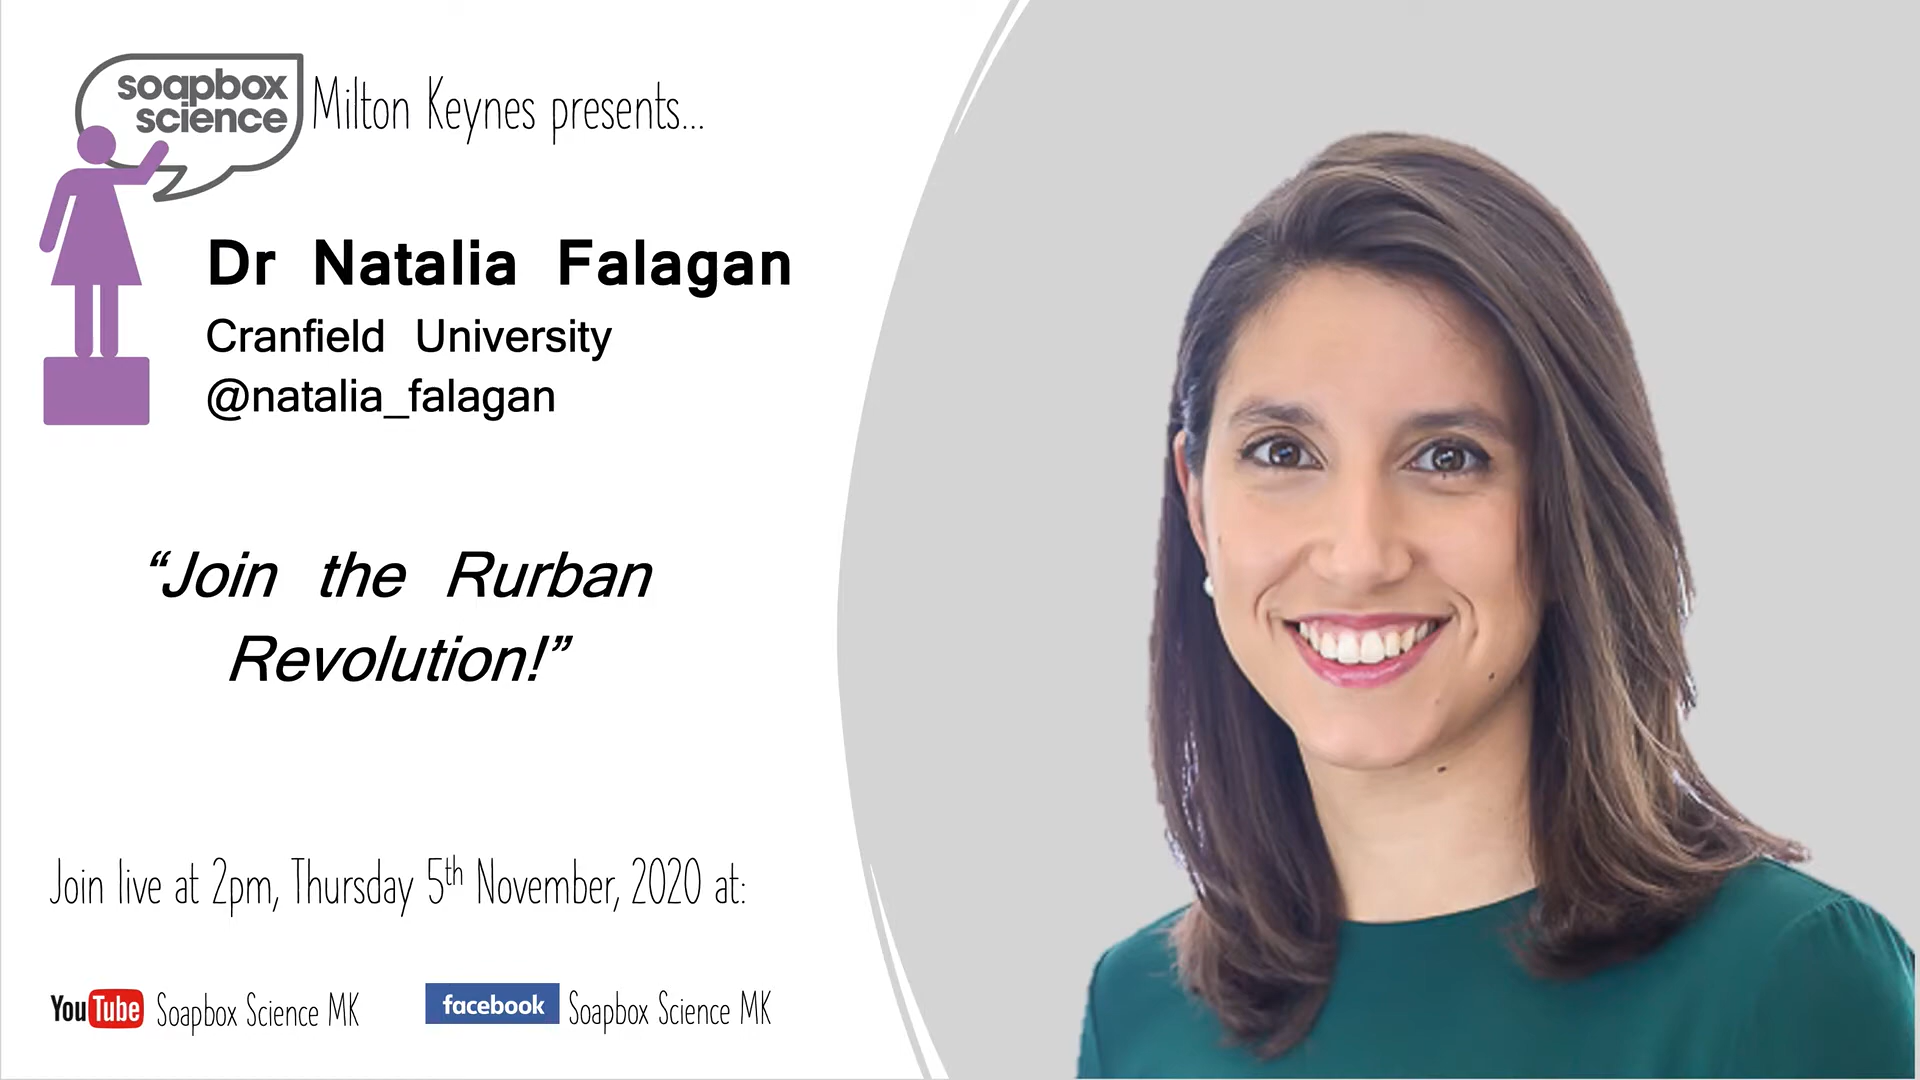 soapbox
science
Milton Keynes presents...
Dr Natalia Falagan
Cranfield University
@natalia_falagan
“Join the Rurban
Revolution!”
Join live at 2pm, Thursday 5th November, 2020 at:
YouTube Soapbox Science MK
facebook Soapbox Science MK